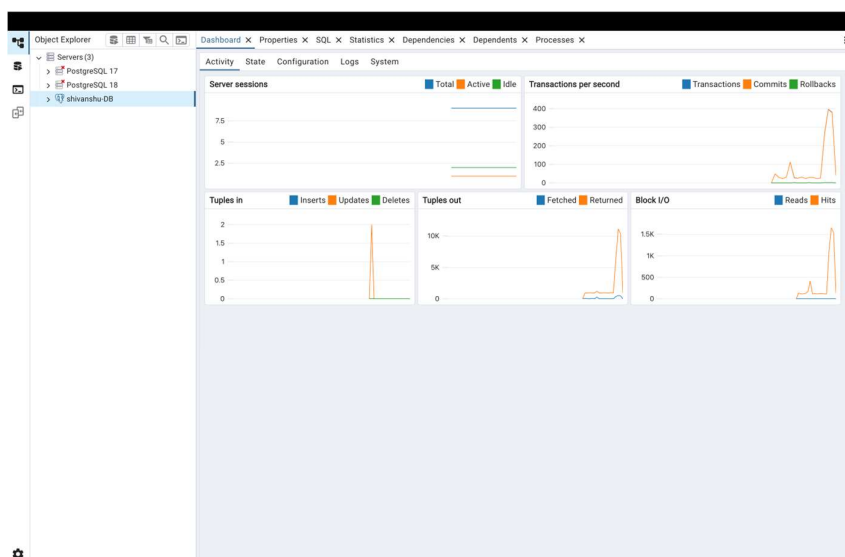 Object Explorer
Servers (3)
PostgreSQL 17
PostgreSQL 18
shivanshu-DB
Dashboard Properties SQL Statistics Dependencies Dependents Processes
Activity State Configuration Logs System
Server sessions Total Active Idle
7.5
5
2.5
Transactions per second Transactions Commits Rollbacks
400
300
200
100
0
Tuples in Inserts Updates Deletes
2
1.5
1
0.5
0
Tuples out Fetched Returned
10K
5K
0
Block I/O Reads Hits
1.5K
1K
500
0